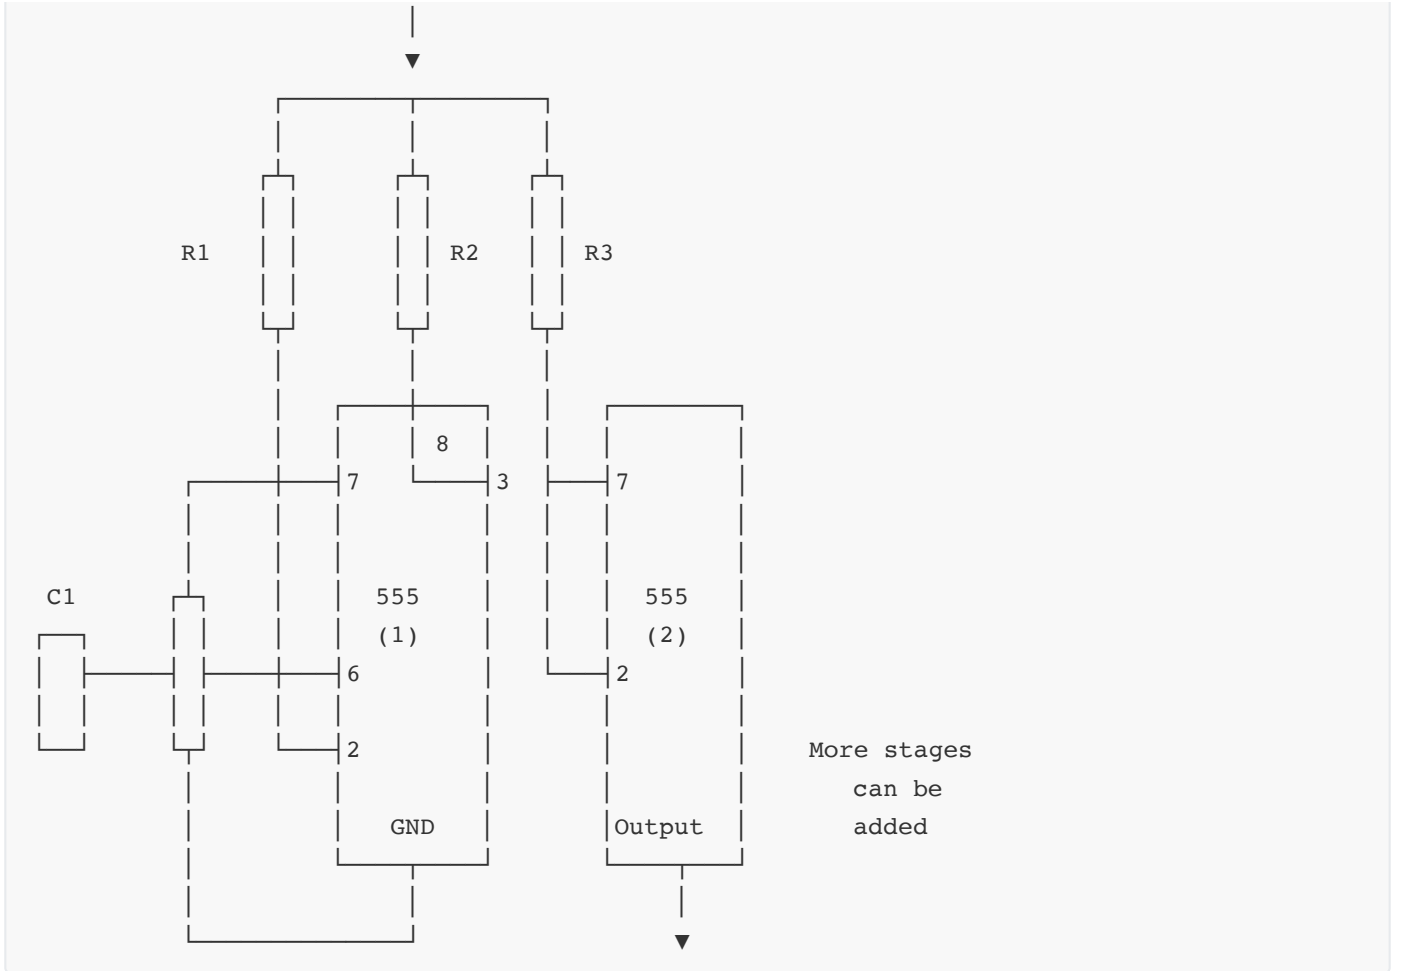 R1 R2 R3
8
7 3 7
C1 555 555
(1) (2)
6 2
2 More stages
can be
GND Output added